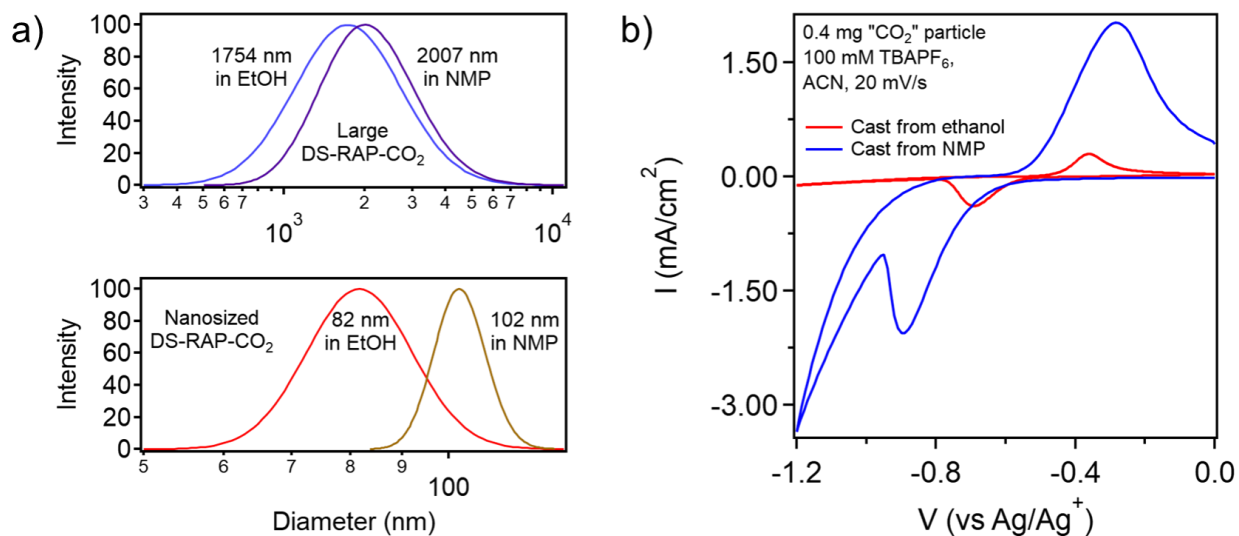 a)
Intensity
100
80
60
40
20
0
1754 nm
in EtOH
2007 nm
in NMP
Large
DS-RAP-CO₂
3 4 5 6 7 10³ 2 3 4 5 6 7 10⁴
Intensity
100
80
60
40
20
0
Nanosized
DS-RAP-CO₂
82 nm
in EtOH
102 nm
in NMP
5 6 7 8 9 100
Diameter (nm)
b)
I (mA/cm²)
1.50
0.00
-1.50
-3.00
0.4 mg "CO₂" particle
100 mM TBAPF₆,
ACN, 20 mV/s
Cast from ethanol
Cast from NMP
-1.2 -0.8 -0.4 0.0
V (vs Ag/Ag⁺)